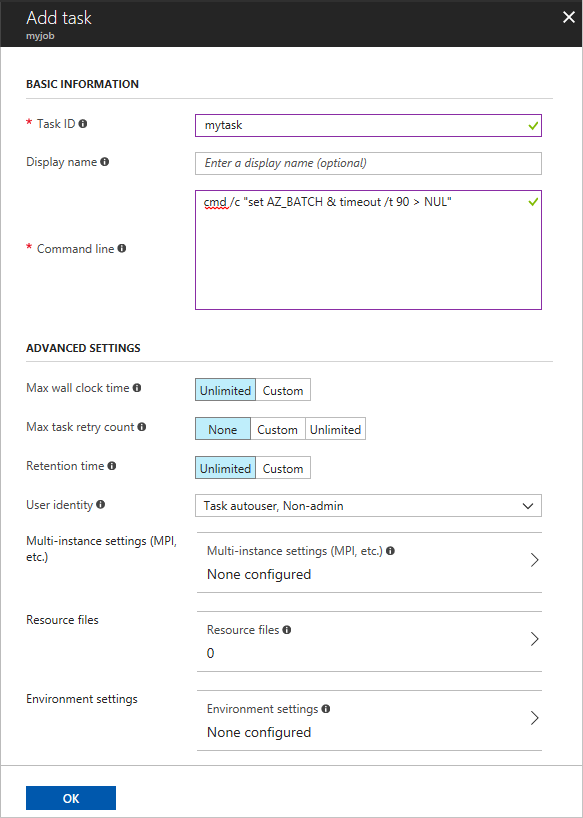 Add task
myjob
BASIC INFORMATION
* Task ID
mytask
Display name
Enter a display name (optional)
* Command line
cmd /c "set AZ_BATCH & timeout /t 90 > NUL"
ADVANCED SETTINGS
Max wall clock time
Unlimited Custom
Max task retry count
None Custom Unlimited
Retention time
Unlimited Custom
User identity
Task autouser, Non-admin
Multi-instance settings (MPI,
etc.)
Multi-instance settings (MPI, etc.)
None configured
Resource files
Resource files
0
Environment settings
Environment settings
None configured
OK